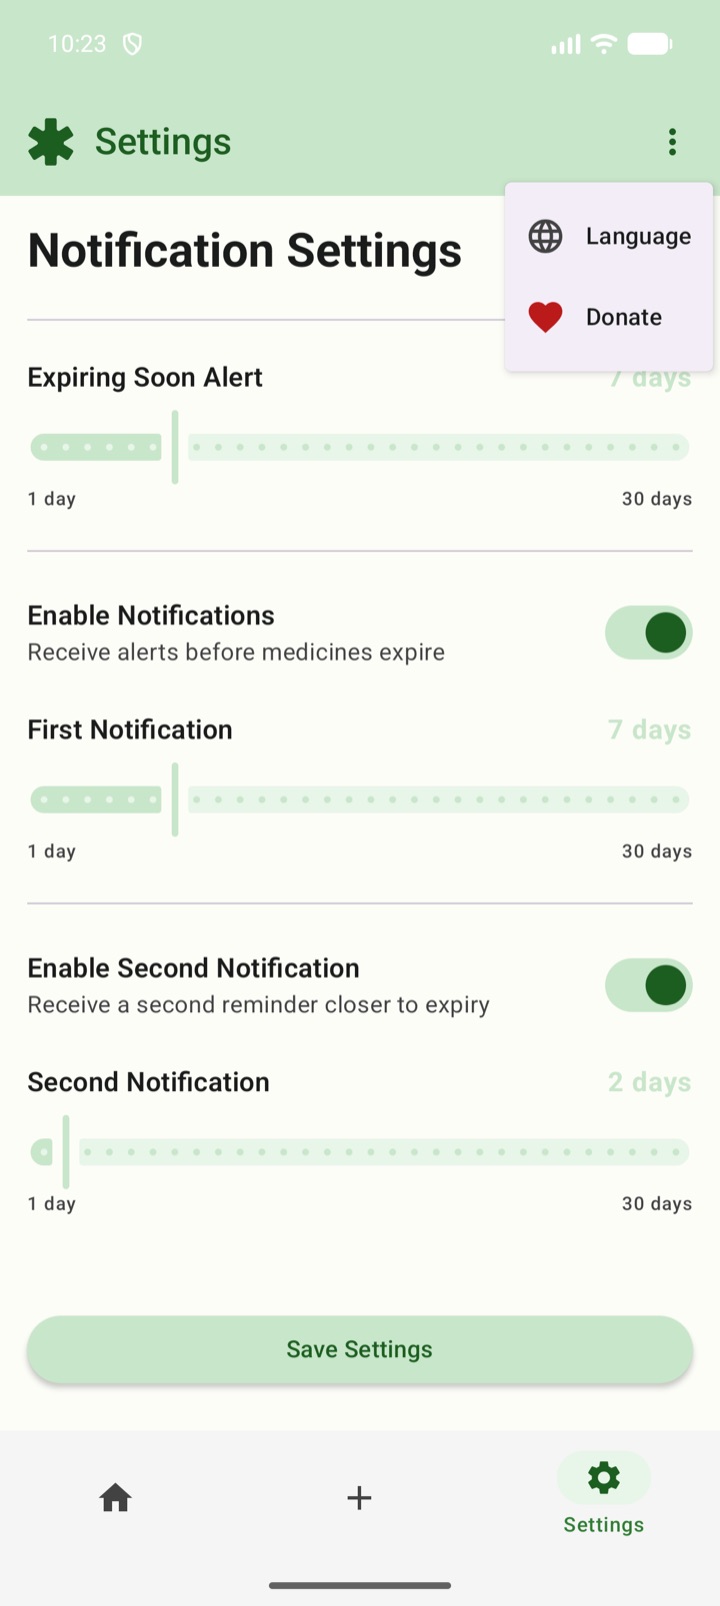 10:23
Settings
Language
Donate
Notification Settings
Expiring Soon Alert
7 days
1 day
30 days
Enable Notifications
Receive alerts before medicines expire
First Notification
7 days
1 day
30 days
Enable Second Notification
Receive a second reminder closer to expiry
Second Notification
2 days
1 day
30 days
Save Settings
Settings